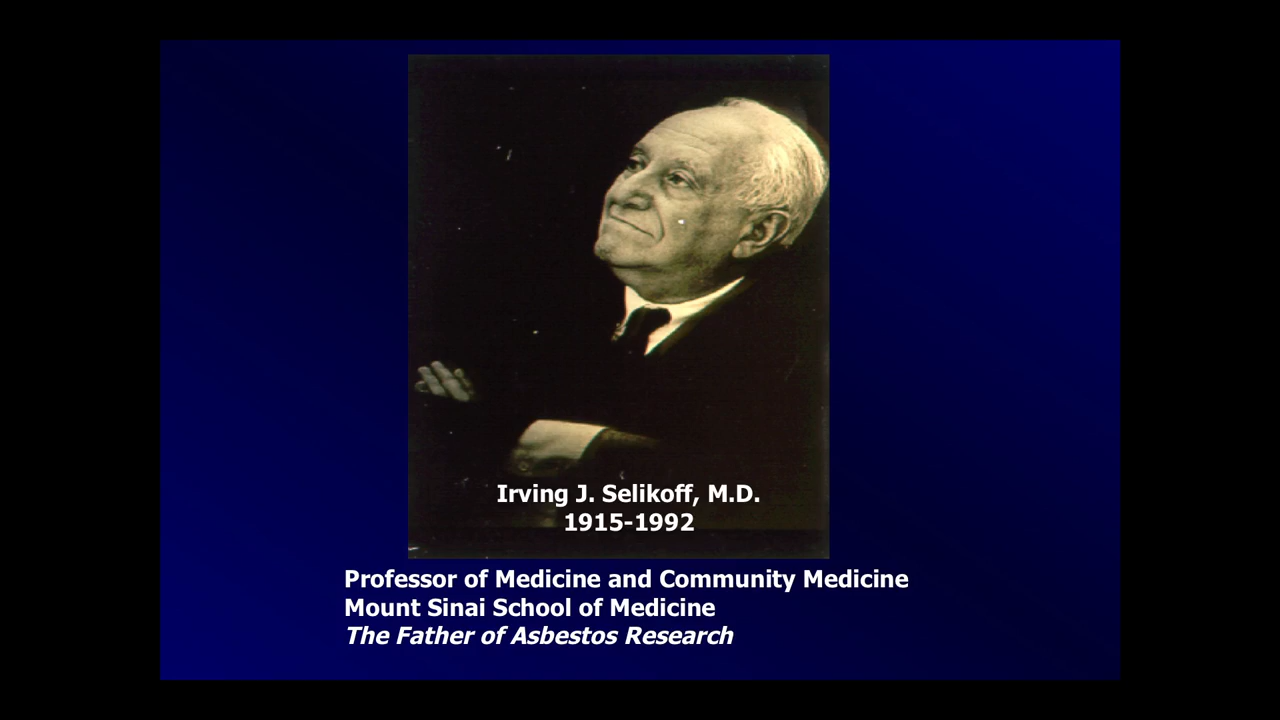 Irving J. Selikoff, M.D.
1915-1992
Professor of Medicine and Community Medicine
Mount Sinai School of Medicine
The Father of Asbestos Research